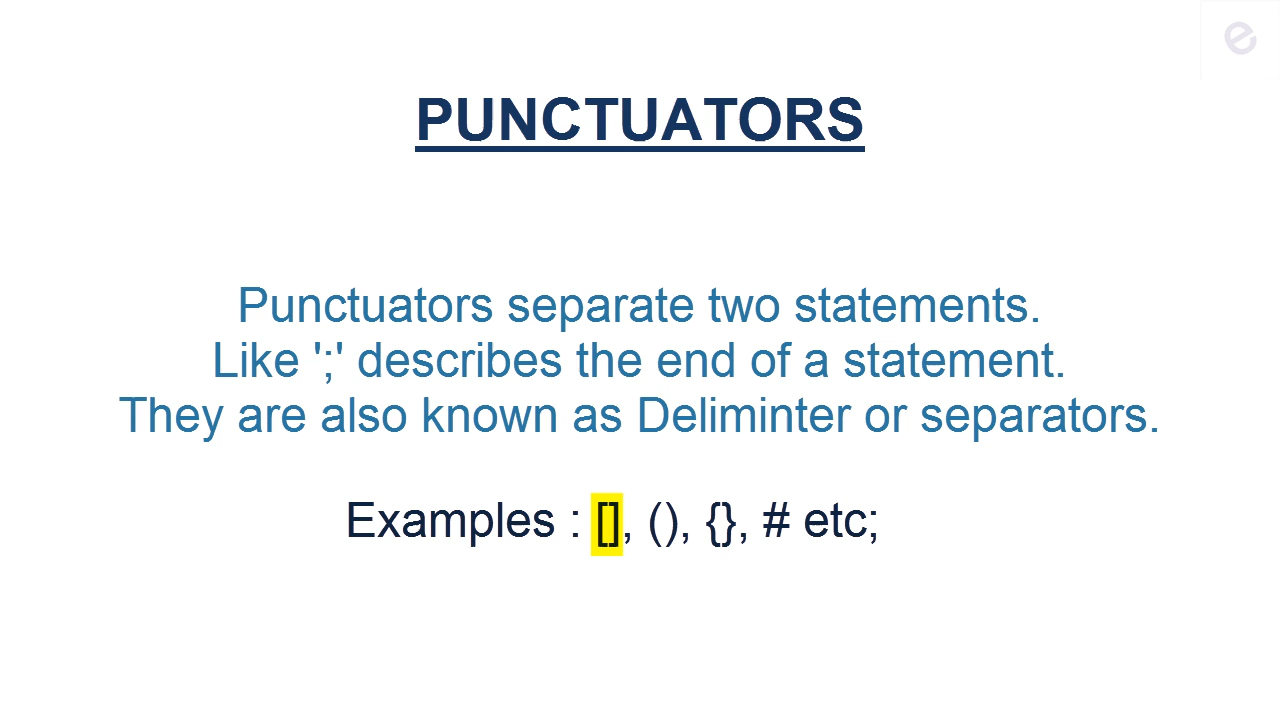 e
PUNCTUATORS
Punctuators separate two statements.
Like ';' describes the end of a statement.
They are also known as Deliminter or separators.
Examples : [], (), {}, # etc;